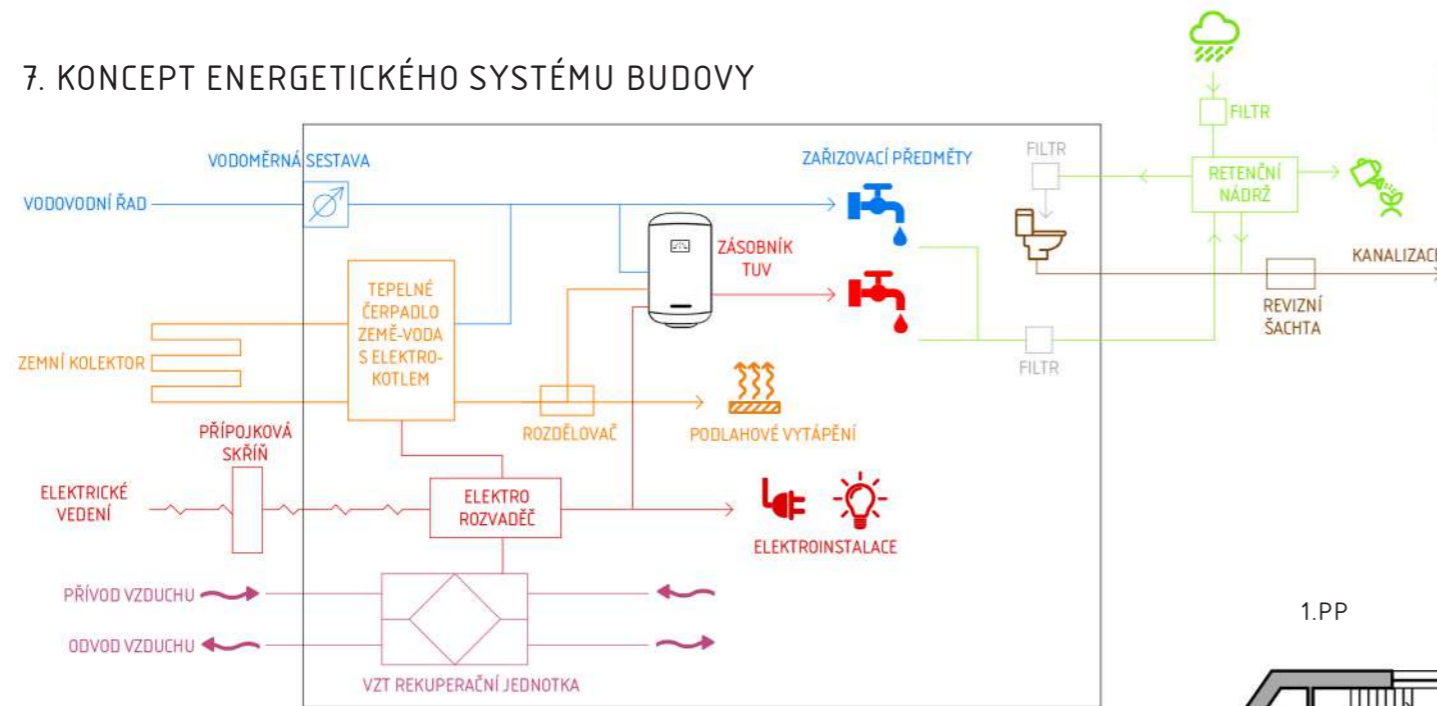 7. KONCEPT ENERGETICKÉHO SYSTÉMU BUDOVY
FILTR
VODOMĚRNÁ SESTAVA
ZAŘIZOVACÍ PŘEDMĚTY
FILTR
RETENČNÍ
NÁDRŽ
VODOVODNÍ ŘAD
ZÁSOBNÍK
TUV
KANALIZACE
TEPELNÉ
ČERPADLO
ZEMĚ-VODA
S ELEKTRO-
KOTLEM
REVIZNÍ
ŠACHTA
ZEMNÍ KOLEKTOR
FILTR
PŘÍPOJKOVÁ
SKŘÍŇ
ROZDĚLOVAČ
PODLAHOVÉ VYTÁPĚNÍ
ELEKTRICKÉ
VEDENÍ
ELEKTRO
ROZVADĚČ
ELEKTROINSTALACE
PŘÍVOD VZDUCHU
ODVOD VZDUCHU
VZT REKUPERAČNÍ JEDNOTKA
1.PP